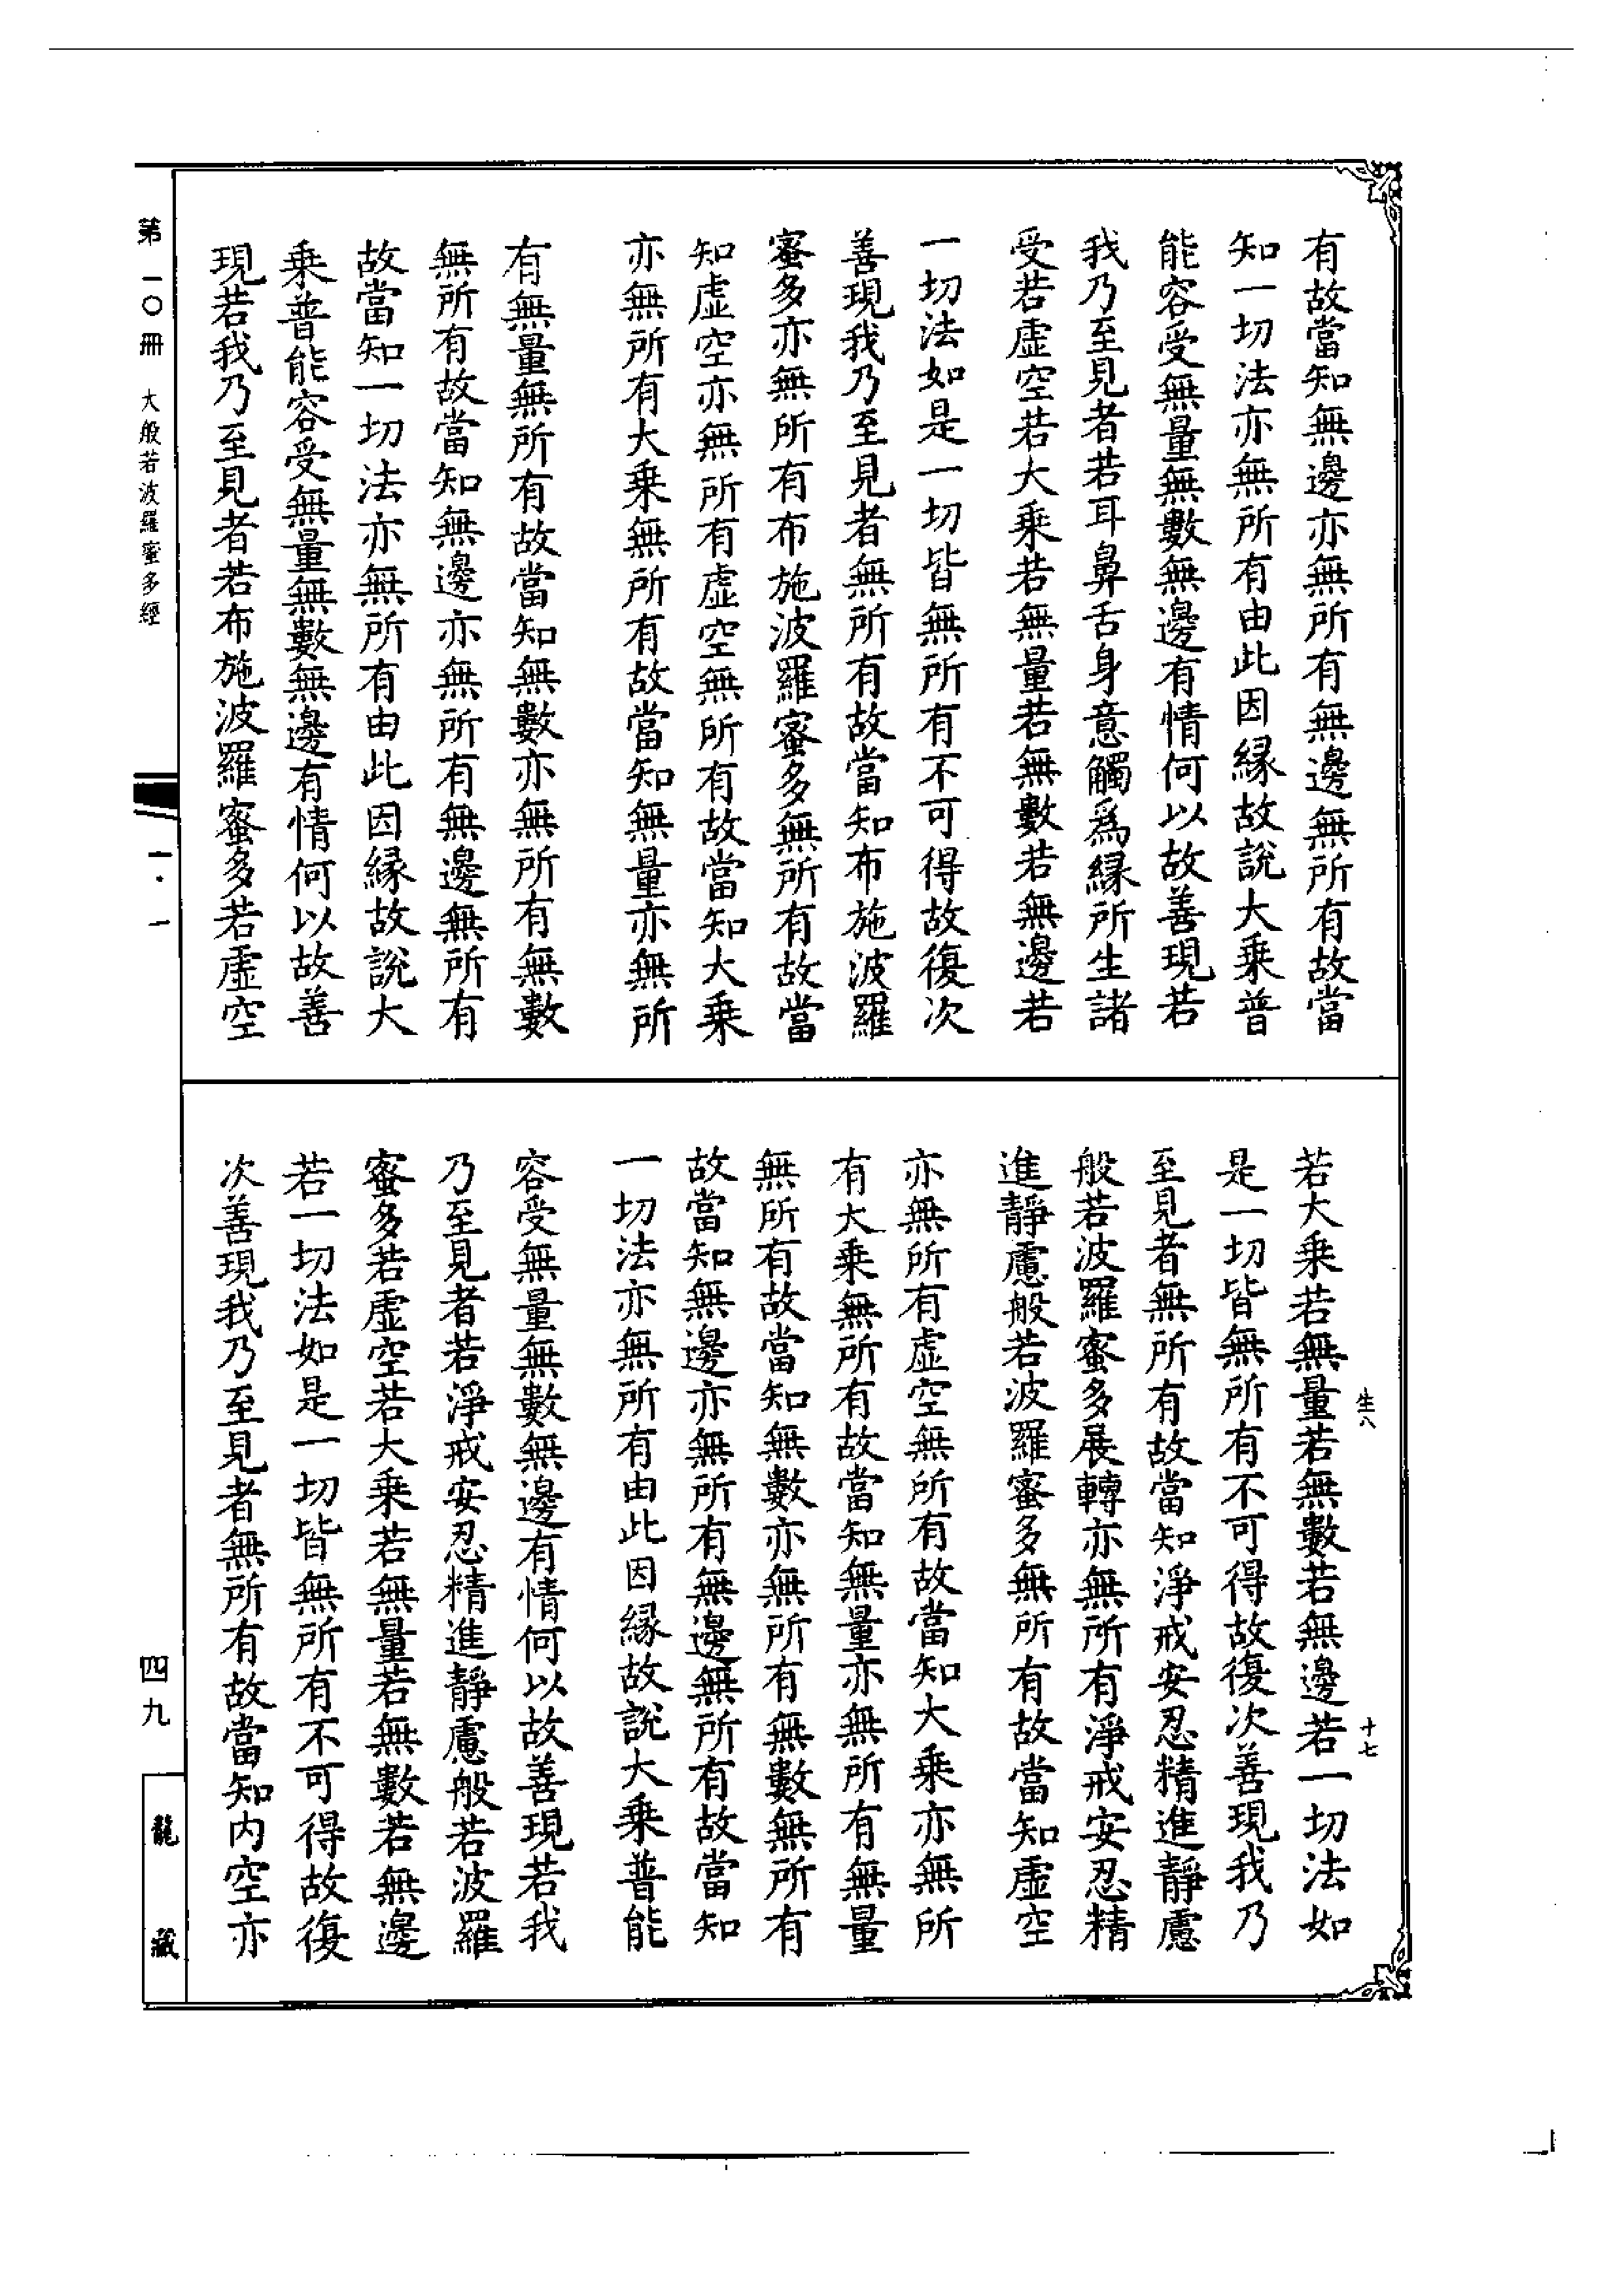 有故當知無邊亦無所有無邊無所有故當
知一切法亦無所有由此因緣故說大乘普
能容受無量無數無邊有情何以故善現若
我乃至見者若耳鼻舌身意觸爲緣所生諸
受若虛空若大乘若無量若無數若無邊若
一切法如是一切皆無所有不可得故復次
善現我乃至見者無所有故當知布施波羅
蜜多亦無所有布施波羅蜜多無所有故當
知虛空亦無所有虛空無所有故當知大乘
亦無所有大乘無所有故當知無量亦無所
有無量無所有故當知無數亦無所有無數
無所有故當知無邊亦無所有無邊無所有
故當知一切法亦無所有由此因緣故說大
乘普能容受無量無數無邊有情何以故善
現若我乃至見者若布施波羅蜜多若虛空
若大乘若無量若無數若無邊若一切法如
是一切皆無所有不可得故復次善現我乃
至見者無所有故當知淨戒安忍精進靜慮
般若波羅蜜多展轉亦無所有淨戒安忍精
進靜慮般若波羅蜜多無所有故當知虛空
亦無所有虛空無所有故當知大乘亦無所
有大乘無所有故當知無量亦無所有無量
無所有故當知無數亦無所有無數無所有
故當知無邊亦無所有無邊無所有故當知
一切法亦無所有由此因緣故說大乘普能
容受無量無數無邊有情何以故善現若我
乃至見者若淨戒安忍精進靜慮般若波羅
蜜多若虛空若大乘若無量若無數若無邊
若一切法如是一切皆無所有不可得故復
次善現我乃至見者無所有故當知內空亦
生八
十七
第一〇冊 大般若波羅蜜多經
一·一
四九
龍藏